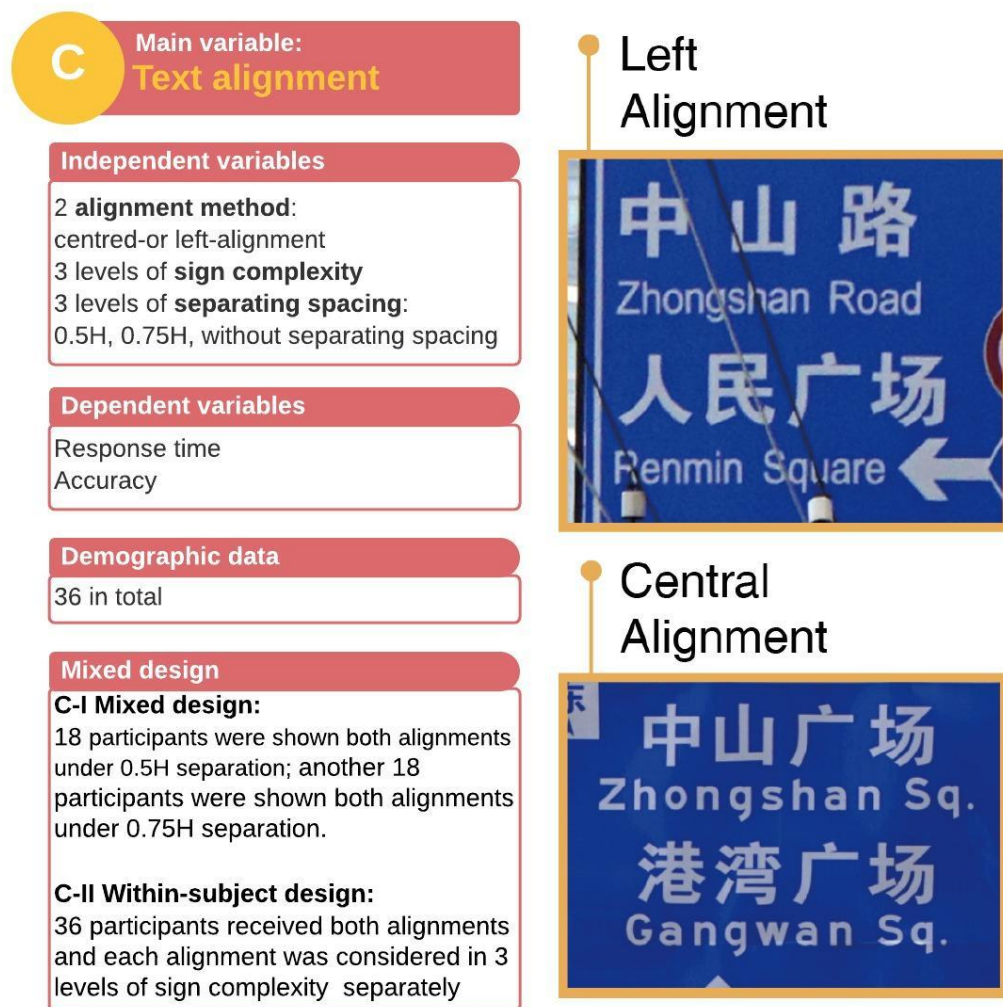 C
Main variable:
Text alignment
Independent variables
2 alignment method:
centred-or left-alignment
3 levels of sign complexity
3 levels of separating spacing:
0.5H, 0.75H, without separating spacing
Dependent variables
Response time
Accuracy
Demographic data
36 in total
Mixed design
C-I Mixed design:
18 participants were shown both alignments
under 0.5H separation; another 18
participants were shown both alignments
under 0.75H separation.
C-II Within-subject design:
36 participants received both alignments
and each alignment was considered in 3
levels of sign complexity separately
Left
Alignment
中山路
Zhongshan Road
人民广场
Renmin Square
Central
Alignment
中山广场
Zhongshan Sq.
港湾广场
Gangwan Sq.